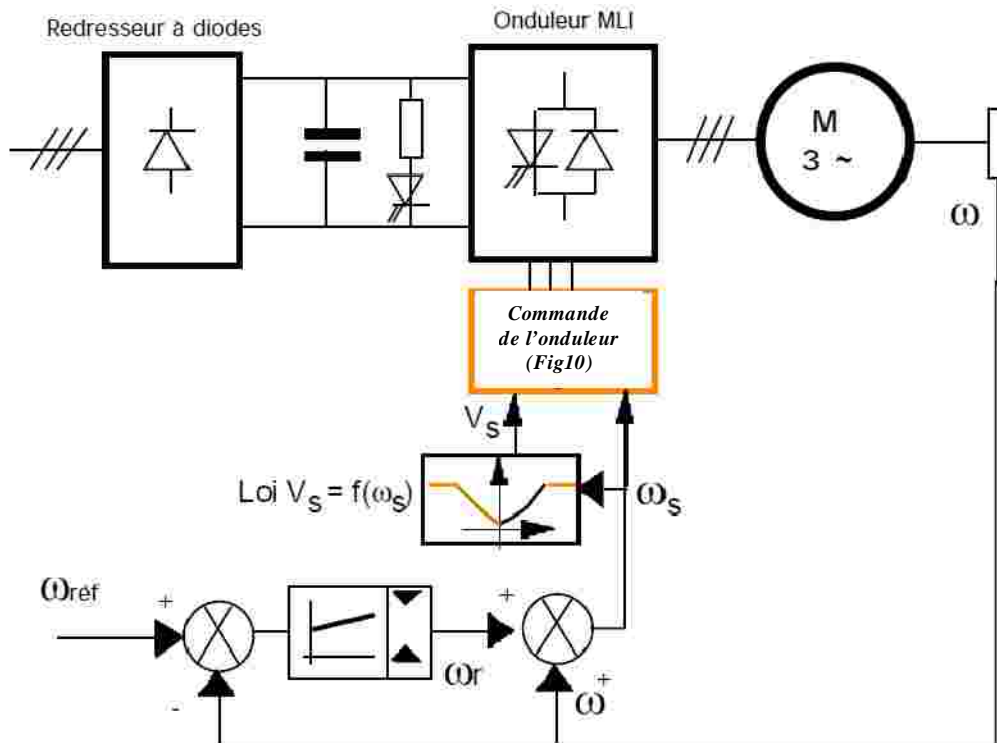 Redresseur à diodes
Onduleur MLI
M
3 ~
ω
Commande
de l'onduleur
(Fig10)
Vs
Loi Vs = f(ωs)
ωs
ωréf
+
+
ωr
ω
+
-